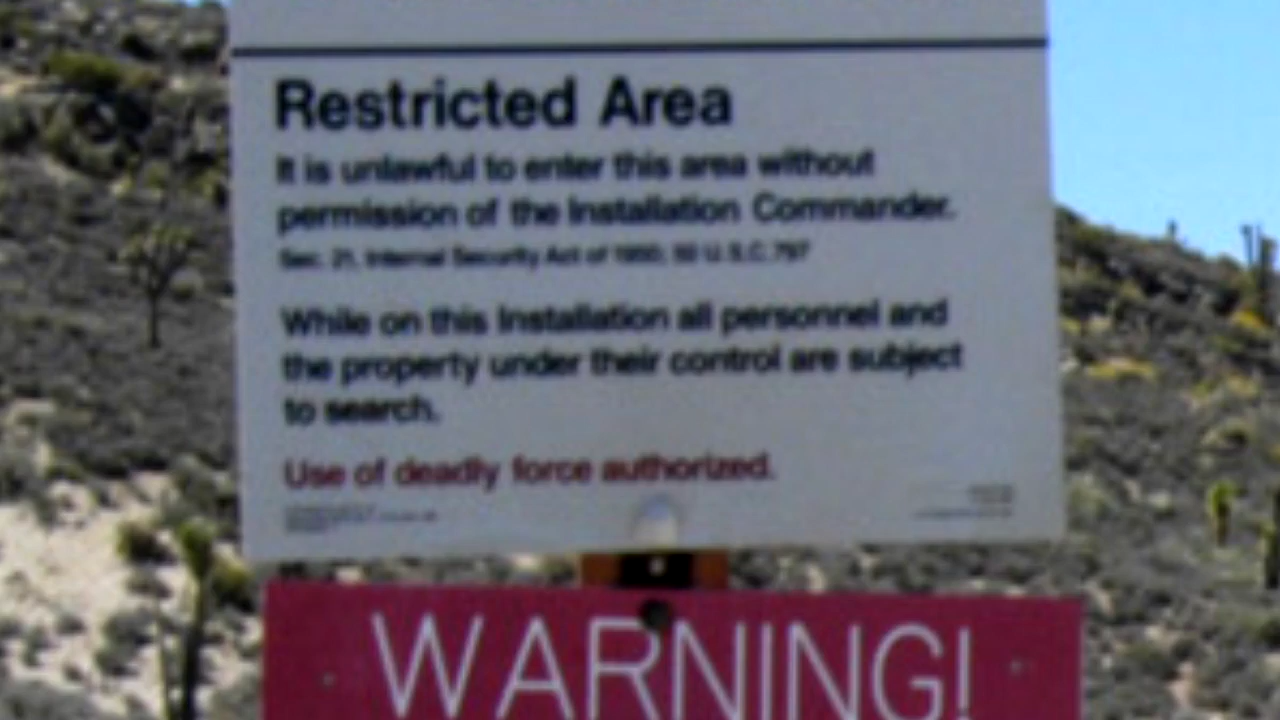 Restricted Area
It is unlawful to enter this area without
permission of the Installation Commander.
Sec. 21, Internal Security Act of 1950; 50 U.S.C. 797
While on this Installation all personnel and
the property under their control are subject
to search.
Use of deadly force authorized.
WARNING!